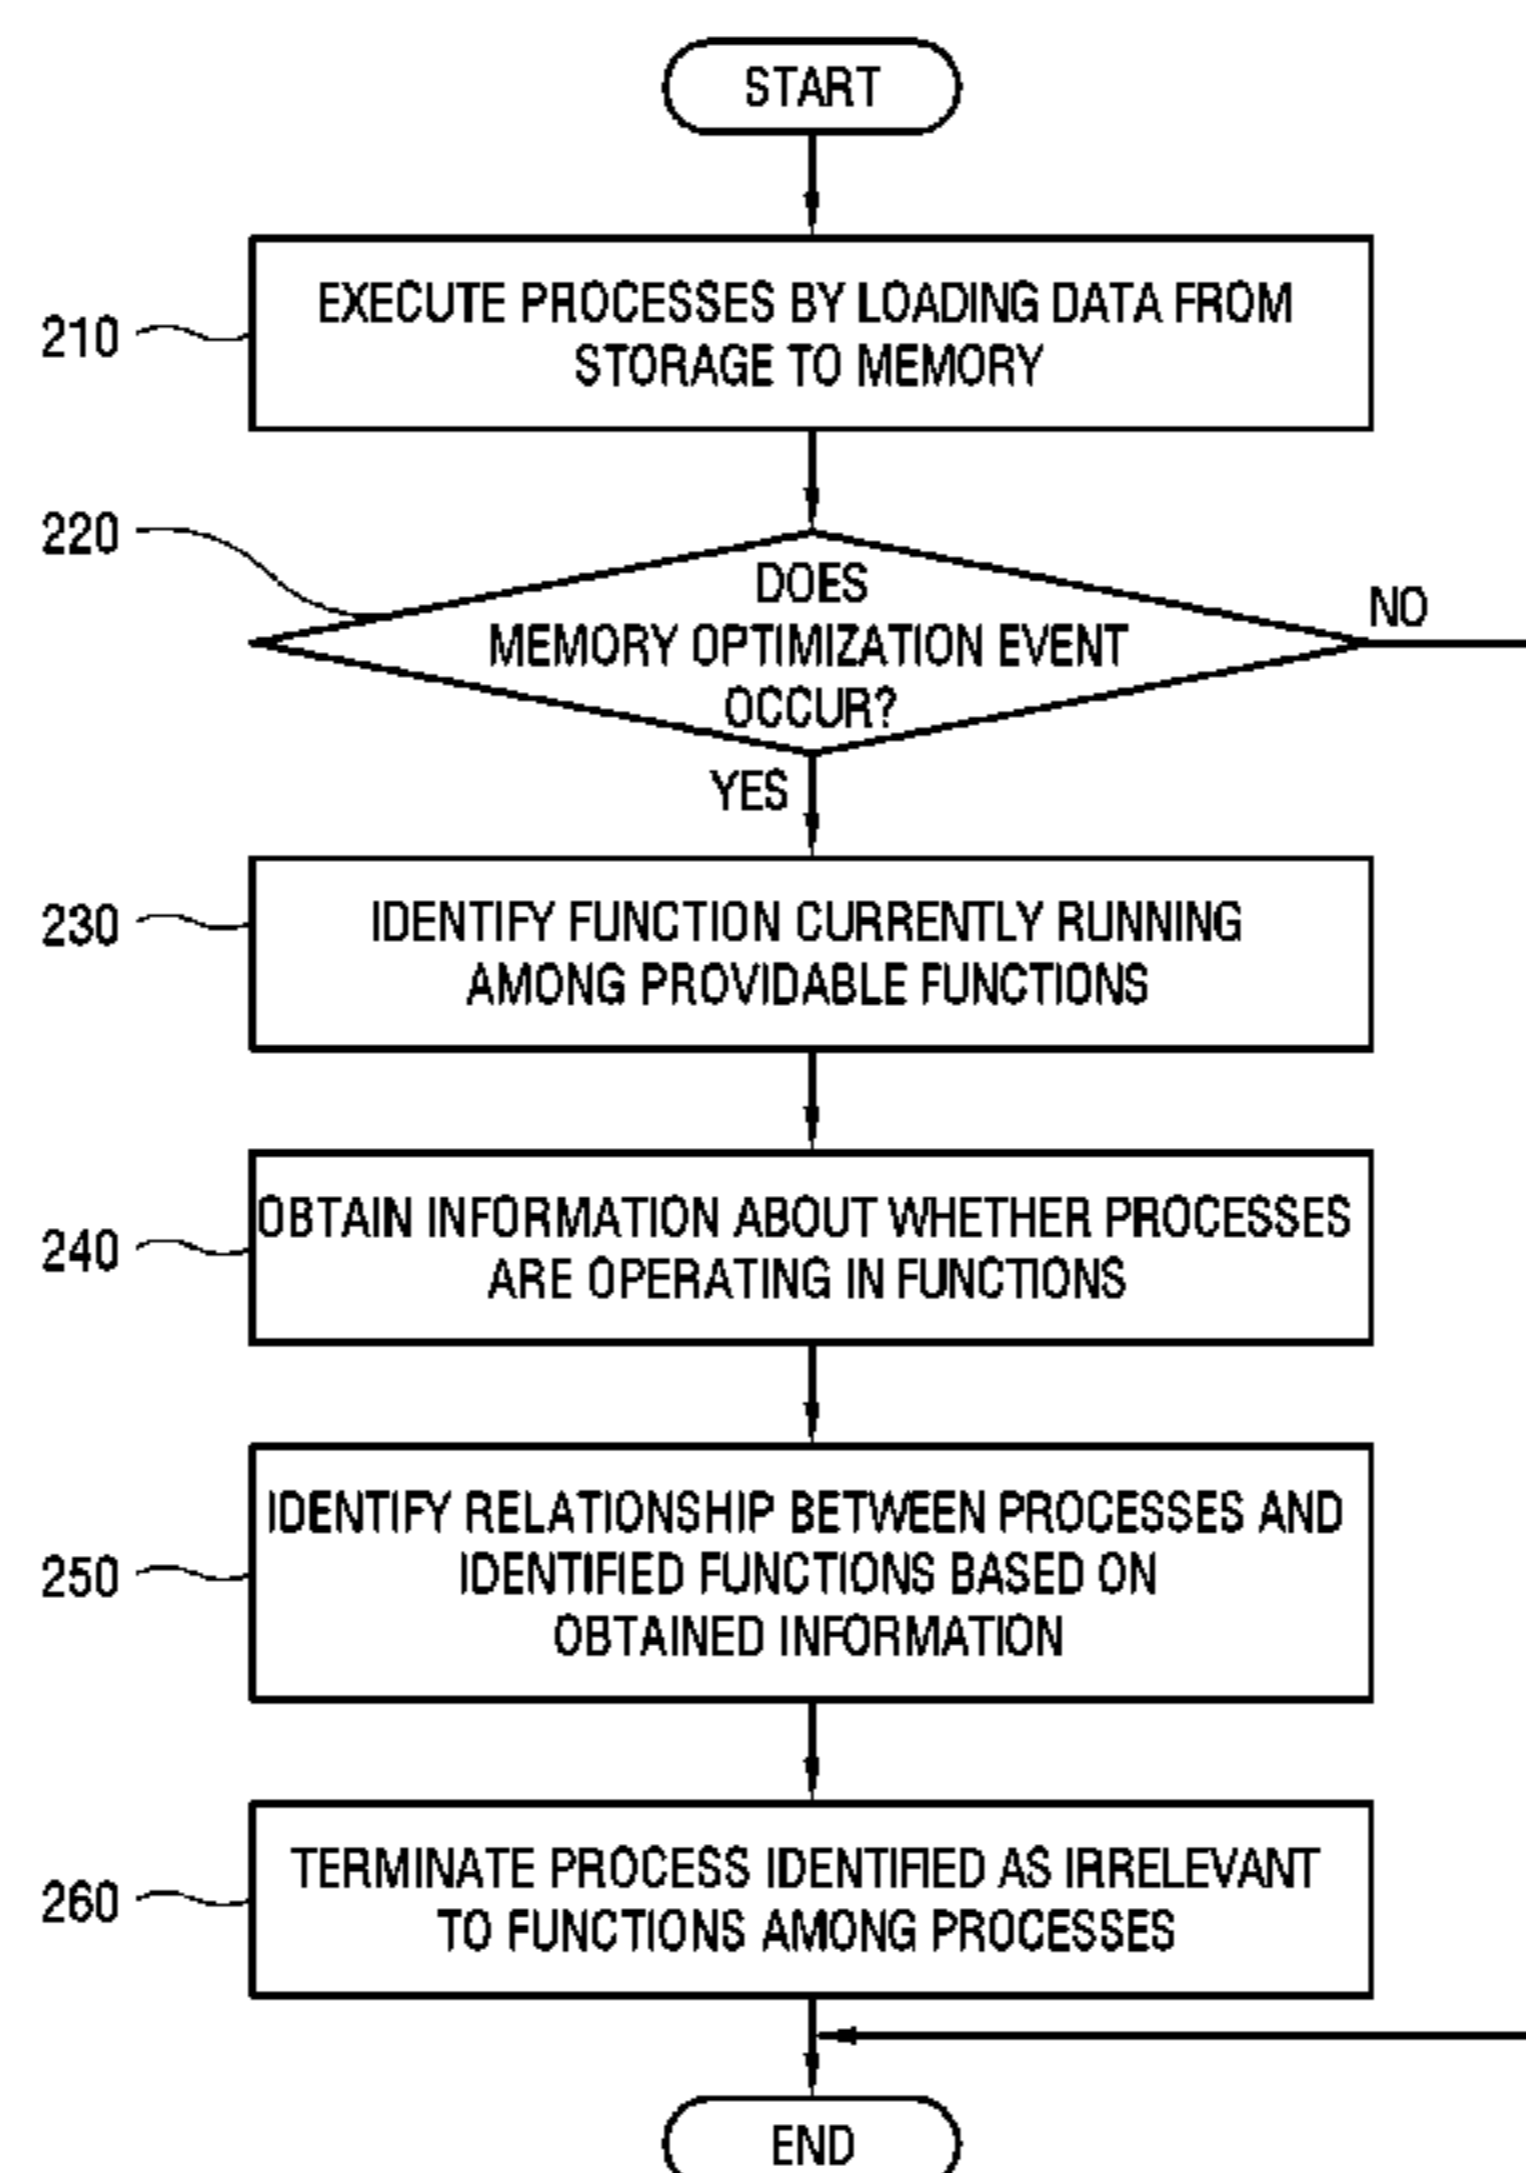 START
210
EXECUTE PROCESSES BY LOADING DATA FROM
STORAGE TO MEMORY
220
DOES
MEMORY OPTIMIZATION EVENT
OCCUR?
NO
YES
230
IDENTIFY FUNCTION CURRENTLY RUNNING
AMONG PROVIDABLE FUNCTIONS
240
OBTAIN INFORMATION ABOUT WHETHER PROCESSES
ARE OPERATING IN FUNCTIONS
250
IDENTIFY RELATIONSHIP BETWEEN PROCESSES AND
IDENTIFIED FUNCTIONS BASED ON
OBTAINED INFORMATION
260
TERMINATE PROCESS IDENTIFIED AS IRRELEVANT
TO FUNCTIONS AMONG PROCESSES
END